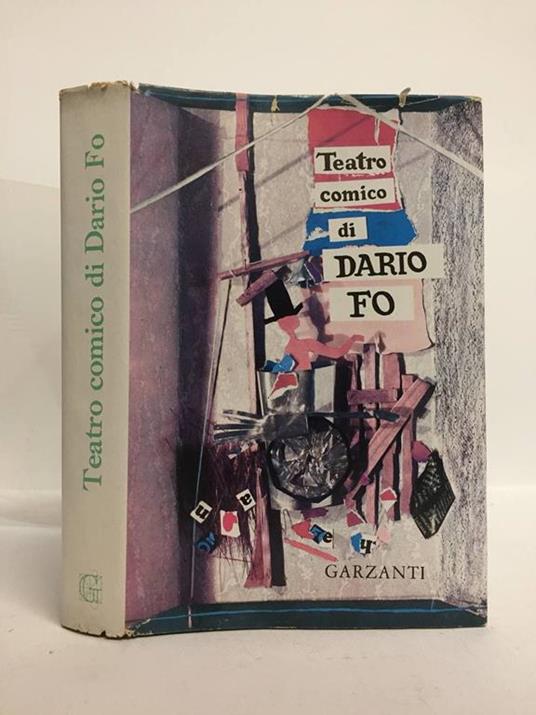 Teatro comico di Dario Fo
Teatro
comico
di
DARIO
FO
GARZANTI